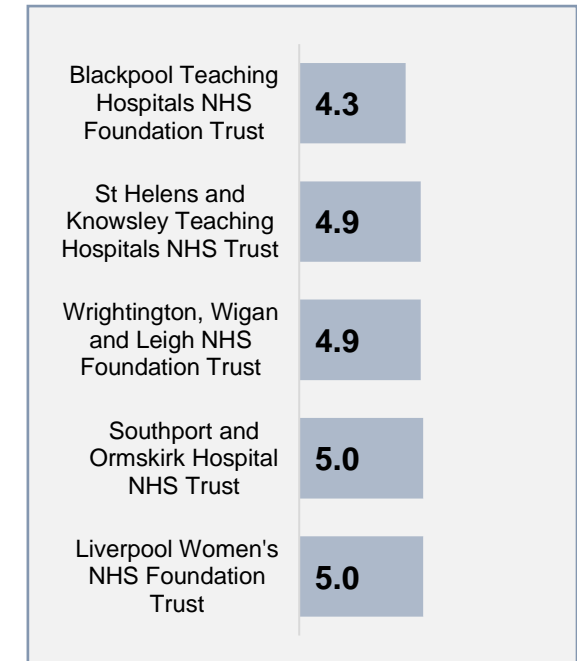 Blackpool Teaching
Hospitals NHS
Foundation Trust
4.3
St Helens and
Knowsley Teaching
Hospitals NHS Trust
4.9
Wrightington, Wigan
and Leigh NHS
Foundation Trust
4.9
Southport and
Ormskirk Hospital
NHS Trust
5.0
Liverpool Women's
NHS Foundation
Trust
5.0